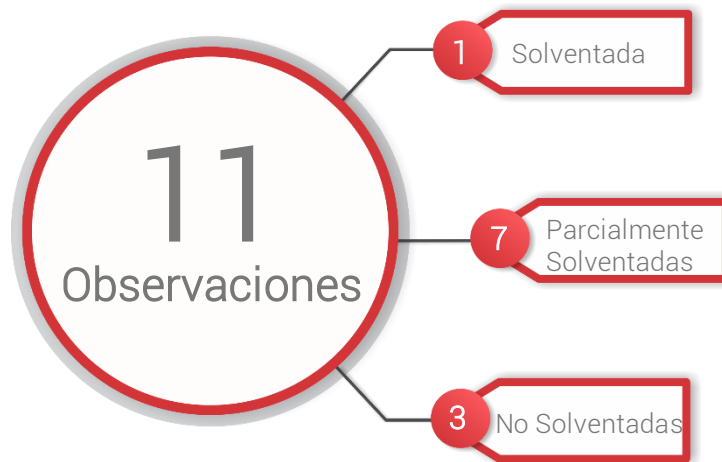 11
Observaciones
1
Solventada
7
Parcialmente
Solventadas
3
No Solventadas